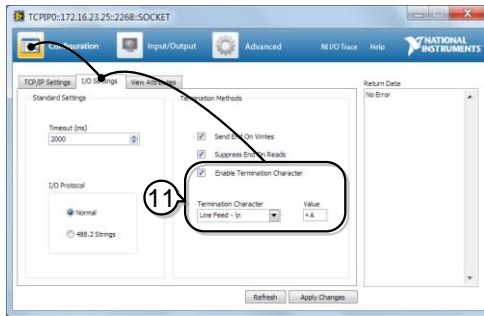 TCPIP0::172.16.23.25::2268::SOCKET
Configuration Input/Output Advanced NI I/O Trace Help NATIONAL INSTRUMENTS
TCP/IP Settings I/O Settings View Attributes
Return Data
No Error
Standard Settings
Termination Methods
Timeout (ms)
2000
Send End On Writes
Suppress End On Reads
Enable Termination Character
I/O Protocol
Normal
488.2 Strings
11
Termination Character Value
Line Feed - \n xA
Refresh Apply Changes